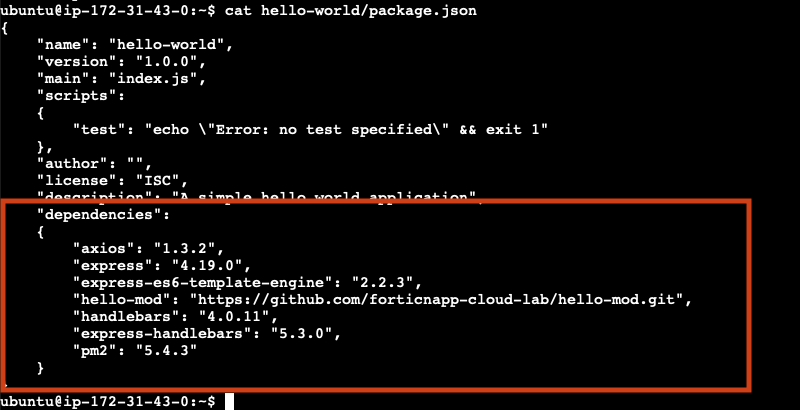 ubuntu@ip-172-31-43-0:~$ cat hello-world/package.json
{
    "name": "hello-world",
    "version": "1.0.0",
    "main": "index.js",
    "scripts":
    {
        "test": "echo \"Error: no test specified\" && exit 1"
    },
    "author": "",
    "license": "ISC",
    "description": "A simple hello world application",
    "dependencies":
    {
        "axios": "1.3.2",
        "express": "4.19.0",
        "express-es6-template-engine": "2.2.3",
        "hello-mod": "https://github.com/forticnapp-cloud-lab/hello-mod.git",
        "handlebars": "4.0.11",
        "express-handlebars": "5.3.0",
        "pm2": "5.4.3"
    }
}
ubuntu@ip-172-31-43-0:~$